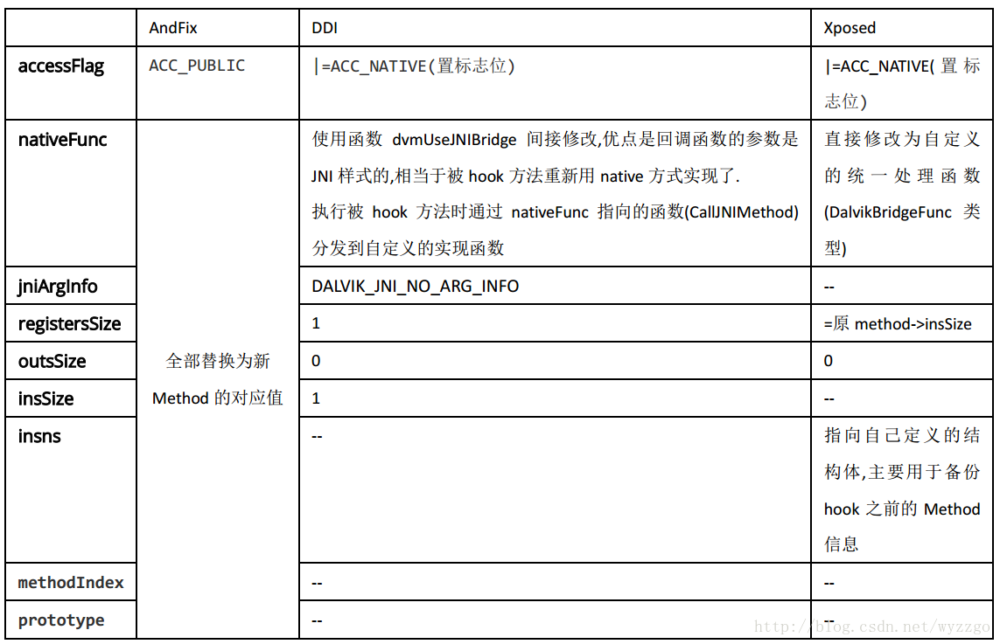 AndFix DDI Xposed
accessFlag ACC_PUBLIC |=ACC_NATIVE(置标志位) |=ACC_NATIVE(置标
志位)
nativeFunc 使用函数 dvmUseJNIBridge 间接修改,优点是回调函数的参数是 直接修改为自定义
JNI 样式的,相当于被 hook 方法重新用 native 方式实现了. 的统一处理函数
执行被 hook 方法时通过 nativeFunc 指向的函数(CallJNIMethod) (DalvikBridgeFunc 类
分发到自定义的实现函数 型)
jniArgInfo DALVIK_JNI_NO_ARG_INFO --
registersSize 1 =原 method->insSize
outsSize 全部替换为新 0 0
insSize Method 的对应值 1 --
insns -- 指向自己定义的结
构体,主要用于备份
hook 之前的 Method
信息
methodIndex -- --
prototype -- --
http://blog.csdn.net/wyzzgo